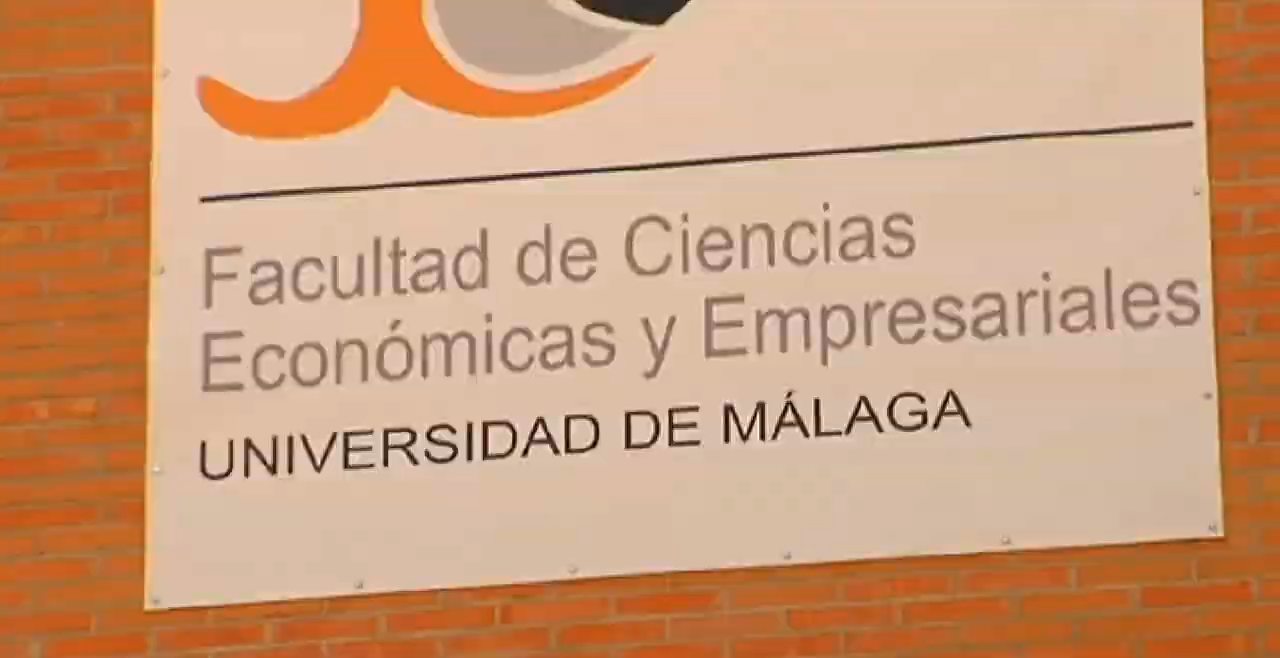 Facultad de Ciencias
Económicas y Empresariales
UNIVERSIDAD DE MÁLAGA